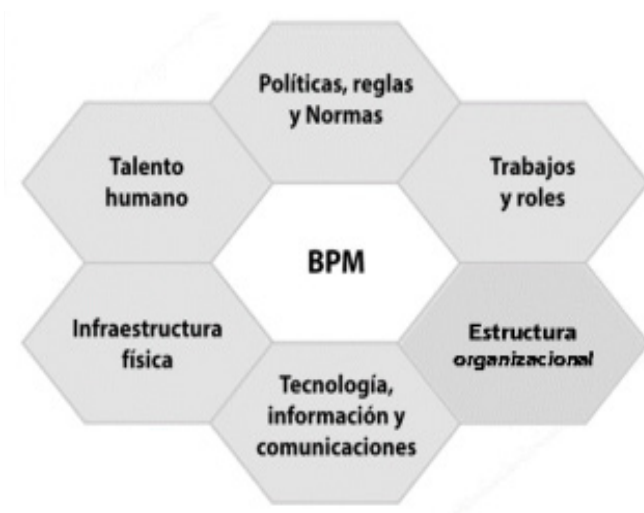 Políticas, reglas
y Normas
Talento
humano
Trabajos
y roles
BPM
Infraestructura
física
Estructura
organizacional
Tecnología,
información y
comunicaciones